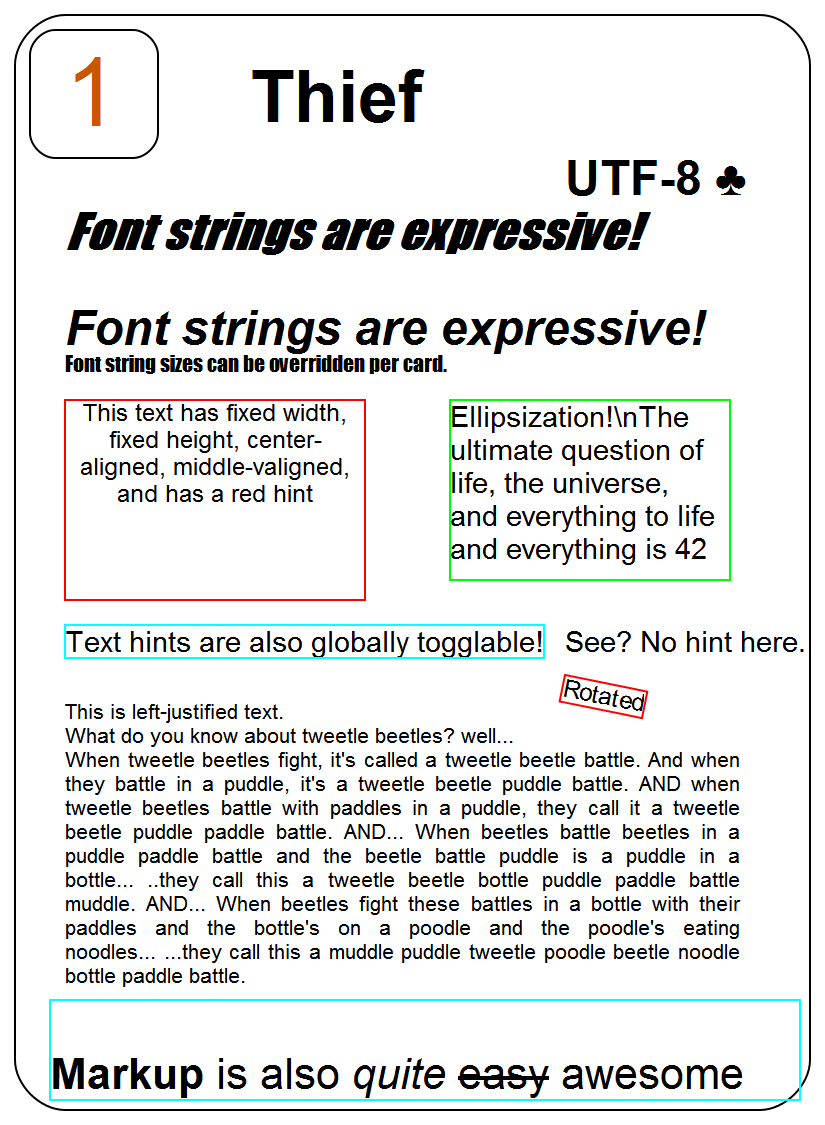 1
Thief
UTF-8 ♣
Font strings are expressive!
Font strings are expressive!
Font string sizes can be overridden per card.
This text has fixed width,
fixed height, center-
aligned, middle-valigned,
and has a red hint
Ellipsization!\nThe
ultimate question of
life, the universe,
and everything to life
and everything is 42
Text hints are also globally togglable!
See? No hint here.
Rotated
This is left-justified text.
What do you know about tweetle beetles? well...
When tweetle beetles fight, it's called a tweetle beetle battle. And when
they battle in a puddle, it's a tweetle beetle puddle battle. AND when
tweetle beetles battle with paddles in a puddle, they call it a tweetle
beetle puddle paddle battle. AND... When beetles battle beetles in a
puddle paddle battle and the beetle battle puddle is a puddle in a
bottle... ..they call this a tweetle beetle bottle puddle paddle battle
muddle. AND... When beetles fight these battles in a bottle with their
paddles and the bottle's on a poodle and the poodle's eating
noodles... ...they call this a muddle puddle tweetle poodle beetle noodle
bottle paddle battle.
Markup is also quite easy awesome